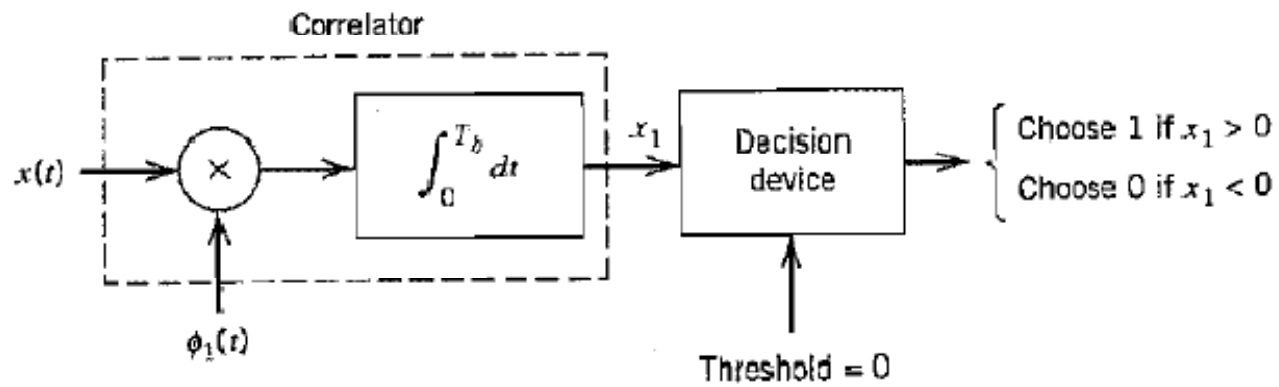 Correlator
x(t)
×
∫₀^{T_b} dt
x₁
Decision
device
Choose 1 if x₁ > 0
Choose 0 if x₁ < 0
ϕ₁(t)
Threshold = 0